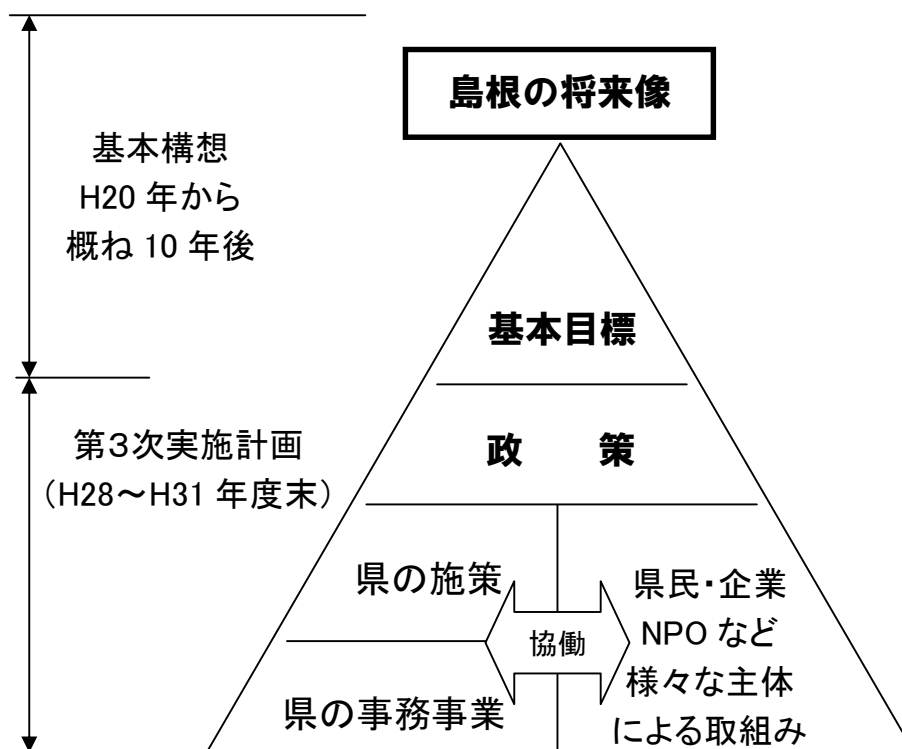 島根の将来像
基本構想
H20 年から
概ね 10 年後
基本目標
第3次実施計画
(H28~H31 年度末)
政 策
県の施策
県の事務事業
協働
県民・企業
NPO など
様々な主体
による取組み